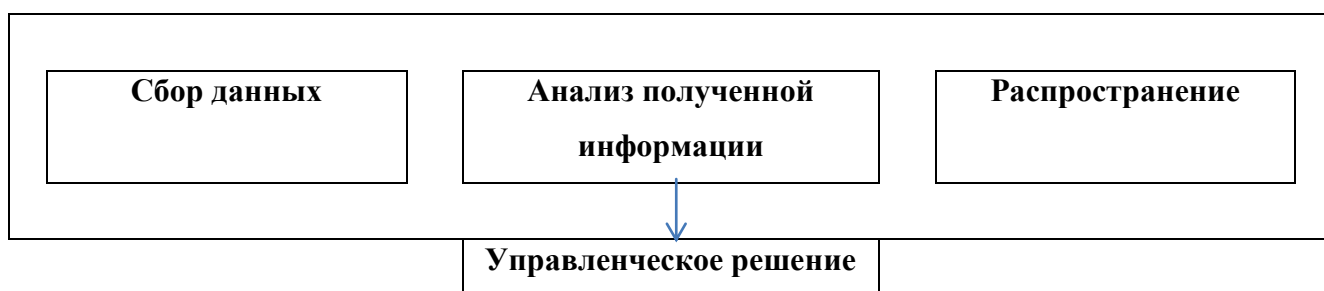 Сбор данных
Анализ полученной
информации
Распространение
Управленческое решение